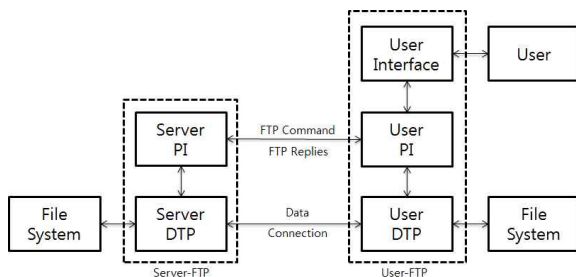 User
Interface
User
Server
PI
FTP Command
FTP Replies
User
PI
File
System
Server
DTP
Data
Connection
User
DTP
File
System
Server-FTP
User-FTP